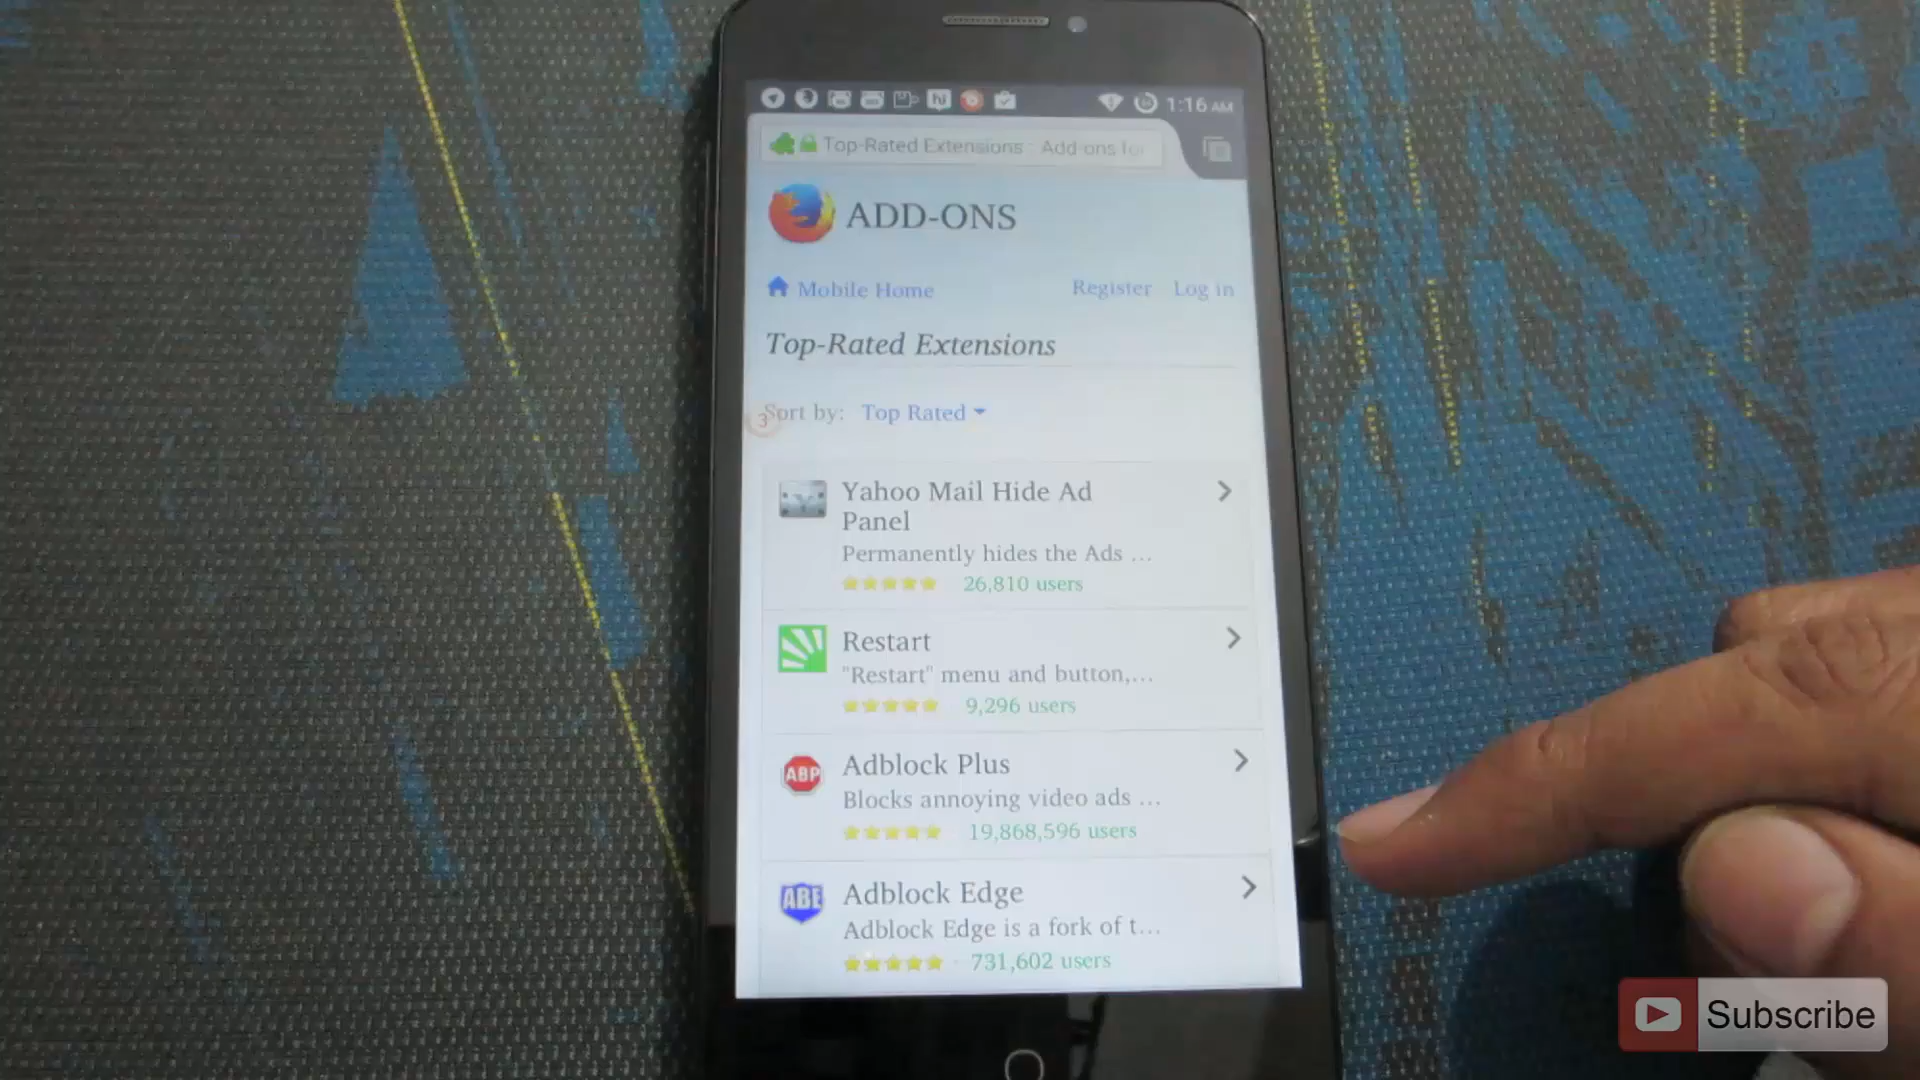 hi 1:16 AM
Top-Rated Extensions : Add-ons for
ADD-ONS
Mobile Home Register Log in
Top-Rated Extensions
3 Sort by: Top Rated
Yahoo Mail Hide Ad
Panel
Permanently hides the Ads ...
26,810 users
Restart
"Restart" menu and button,...
9,296 users
ABP Adblock Plus
Blocks annoying video ads ...
19,868,596 users
ABE Adblock Edge
Adblock Edge is a fork of t...
731,602 users
Subscribe